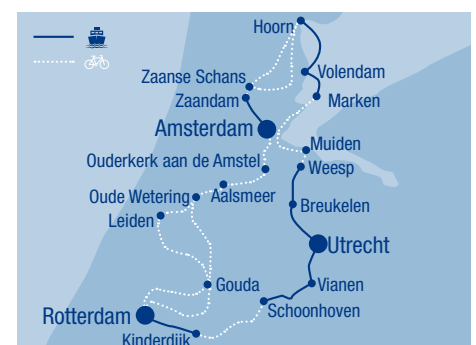 Hoorn
Zaanse Schans
Volendam
Zaandam
Marken
Amsterdam
Muiden
Ouderkerk aan de Amstel
Weesp
Oude Wetering
Aalsmeer
Breukelen
Leiden
Utrecht
Gouda
Vianen
Rotterdam
Schoonhoven
Kinderdijk